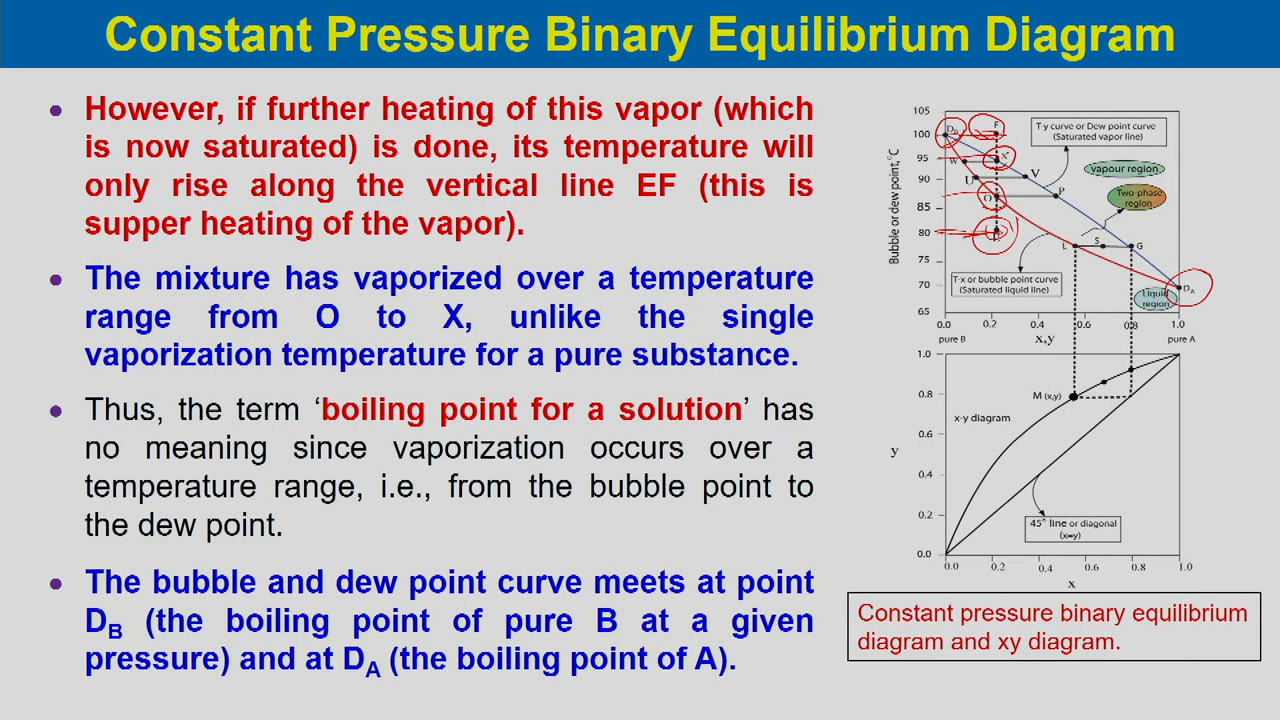 Constant Pressure Binary Equilibrium Diagram
• However, if further heating of this vapor (which
is now saturated) is done, its temperature will
only rise along the vertical line EF (this is
supper heating of the vapor).
• The mixture has vaporized over a temperature
range from O to X, unlike the single
vaporization temperature for a pure substance.
• Thus, the term ‘boiling point for a solution’ has
no meaning since vaporization occurs over a
temperature range, i.e., from the bubble point to
the dew point.
• The bubble and dew point curve meets at point
D_B (the boiling point of pure B at a given
pressure) and at D_A (the boiling point of A).
Bubble or dew point,°C
105
100
95
90
85
80
75
70
65
D_B
F
T-y curve or Dew point curve
(Saturated vapor line)
W
X
U
V
vapour region
O
P
Two-phase
region
L
S
G
T-x or bubble point curve
(Saturated liquid line)
D_A
Liquid
region
0.0 0.2 0.4 0.6 0.8 1.0
pure B
x,y
pure A
1.0
0.8
0.6
0.4
0.2
0.0
y
M (x,y)
x-y diagram
45° line or diagonal
(x=y)
0.0 0.2 0.4 0.6 0.8 1.0
x
Constant pressure binary equilibrium
diagram and xy diagram.